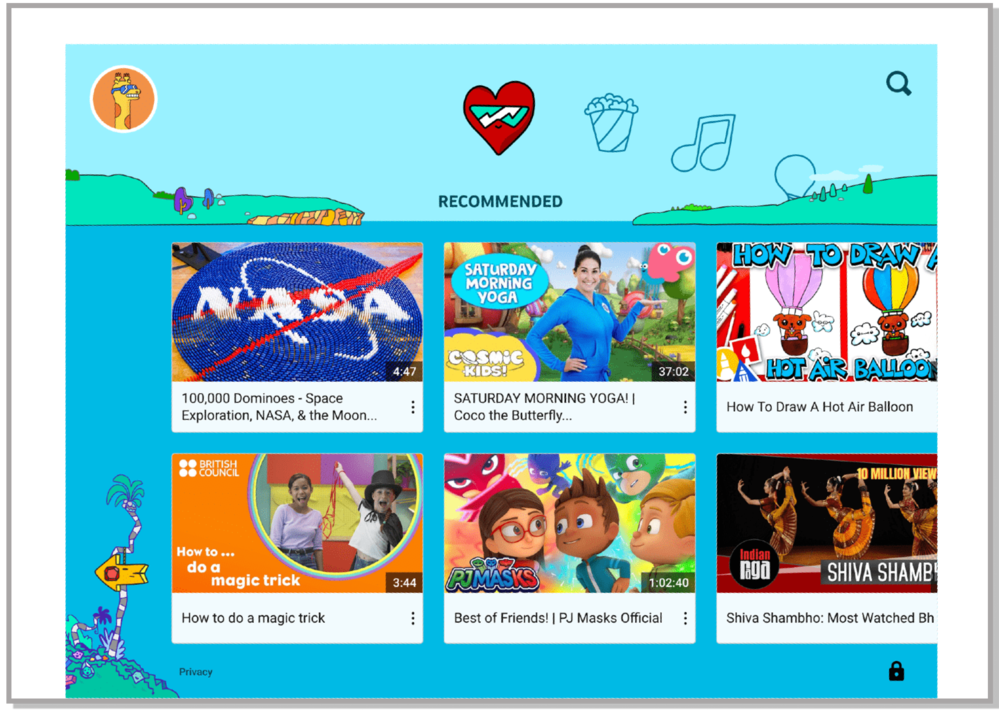 RECOMMENDED
NASA
4:47
100,000 Dominoes - Space
Exploration, NASA, & the Moon...
SATURDAY
MORNING
YOGA
COSMIC
KIDS!
37:02
SATURDAY MORNING YOGA! |
Coco the Butterfly...
HOW TO DRAW A
HOT AIR BALLOO
How To Draw A Hot Air Balloon
BRITISH
COUNCIL
How to ...
do a
magic trick
3:44
How to do a magic trick
PJMASKS
1:02:40
Best of Friends! | PJ Masks Official
10 MILLION VIEW
Indian
raga
SHIVA SHAMB
Shiva Shambho: Most Watched Bh
Privacy